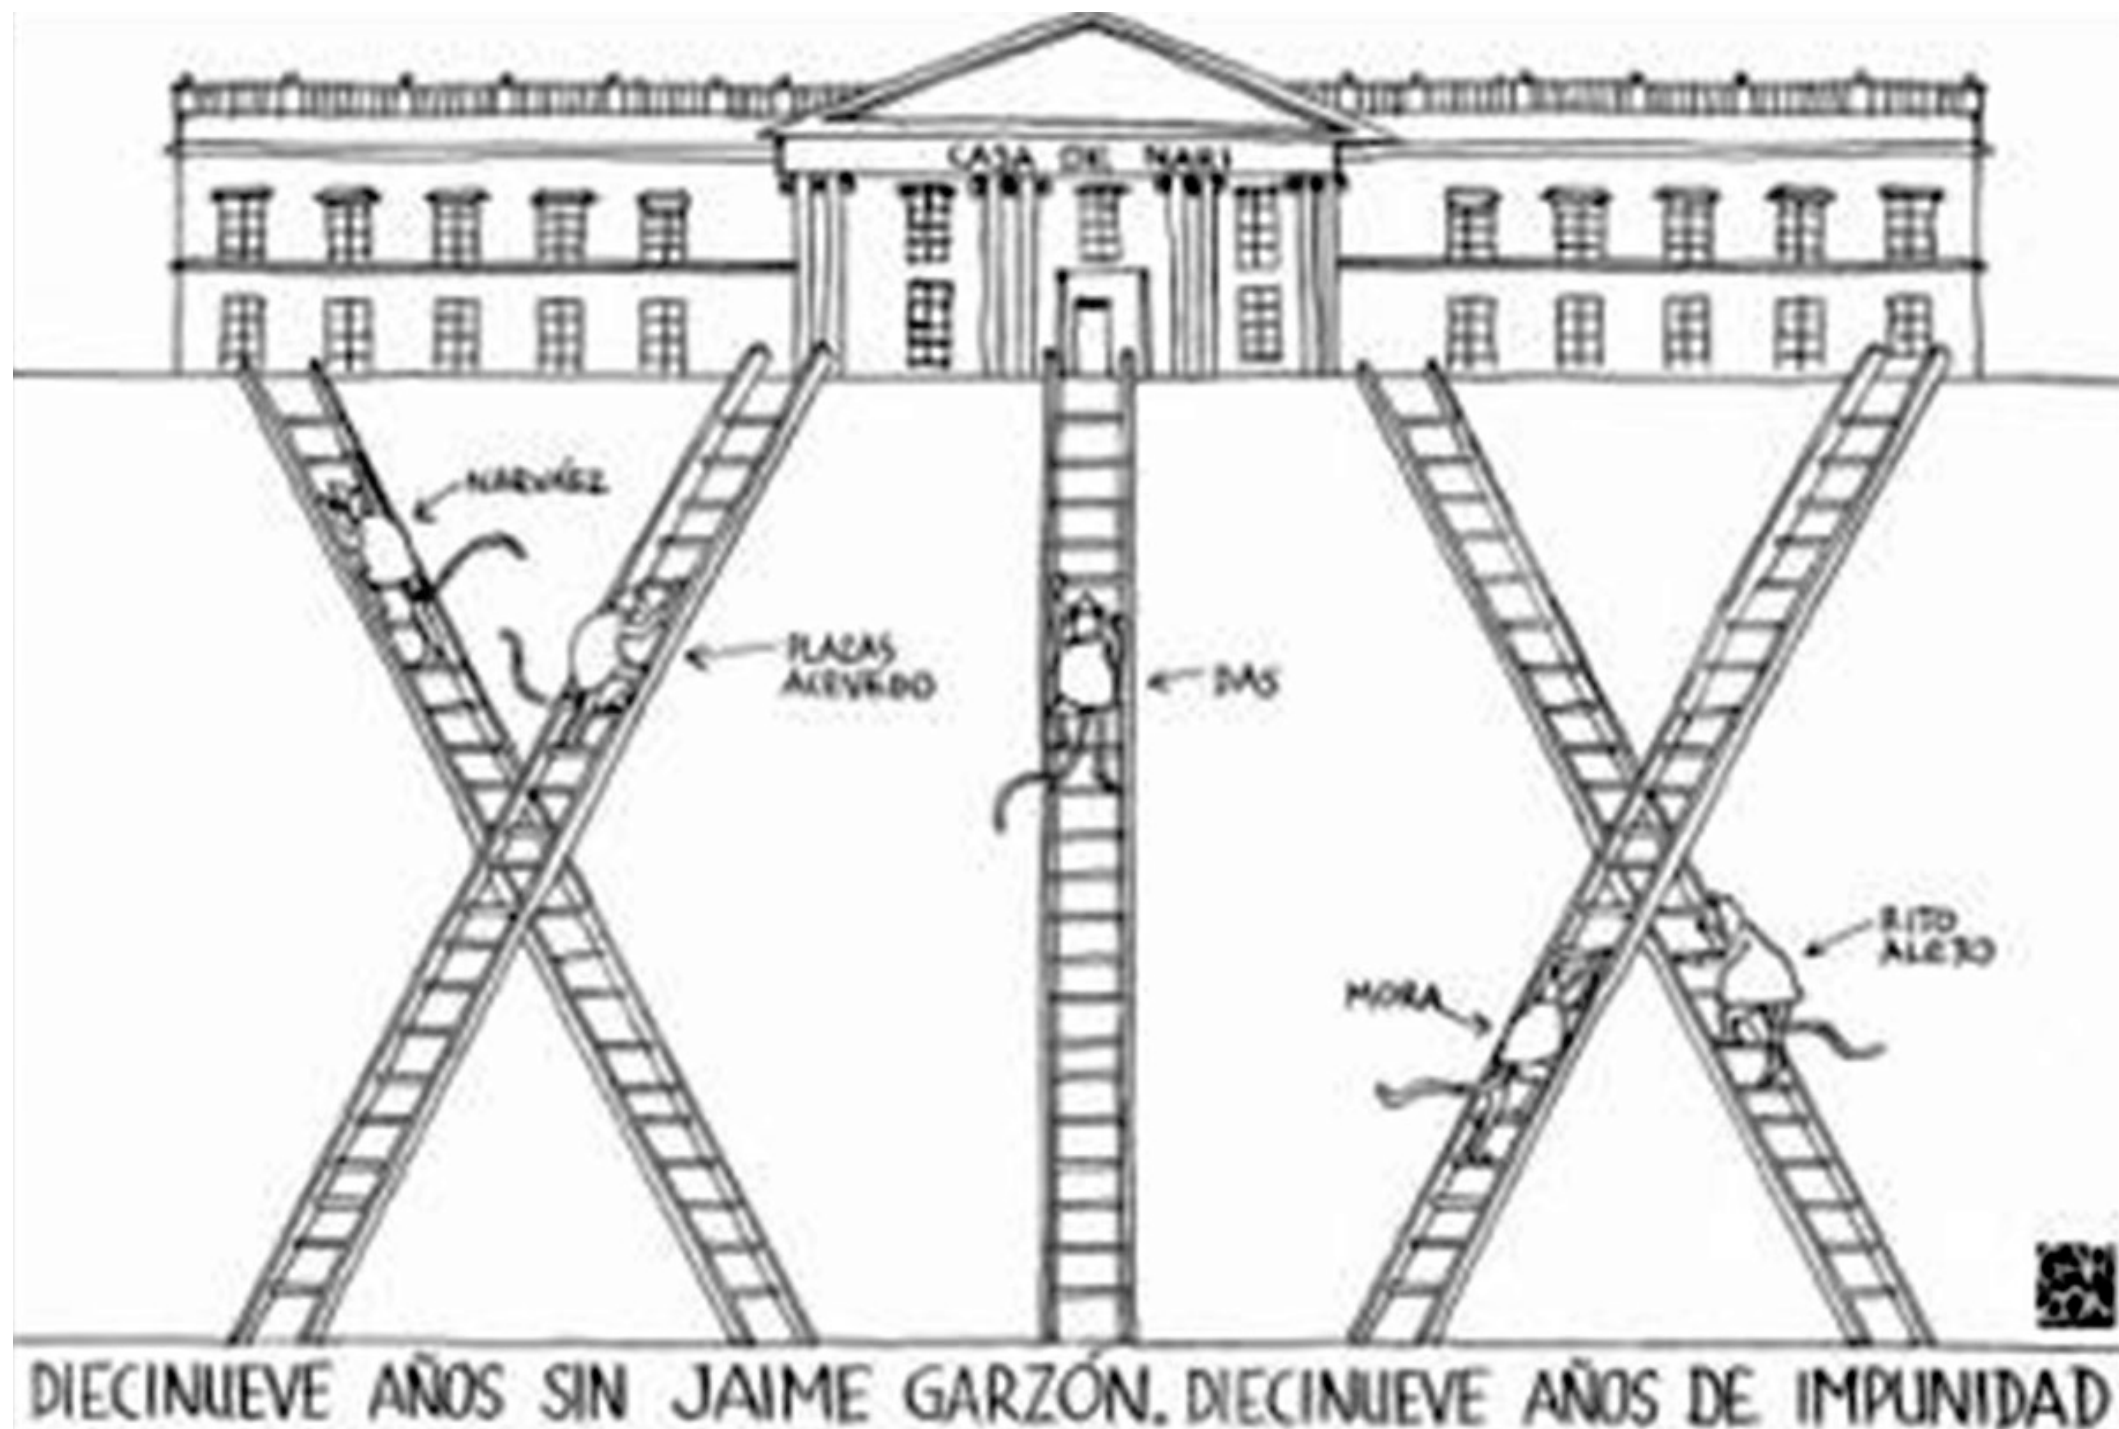 CASA DE NARI
NARVÁEZ
PLAZAS
ACEVEDO
DAS
RITO
ALEJO
MORA
DIECINUEVE AÑOS SIN JAIME GARZÓN. DIECINUEVE AÑOS DE IMPUNIDAD